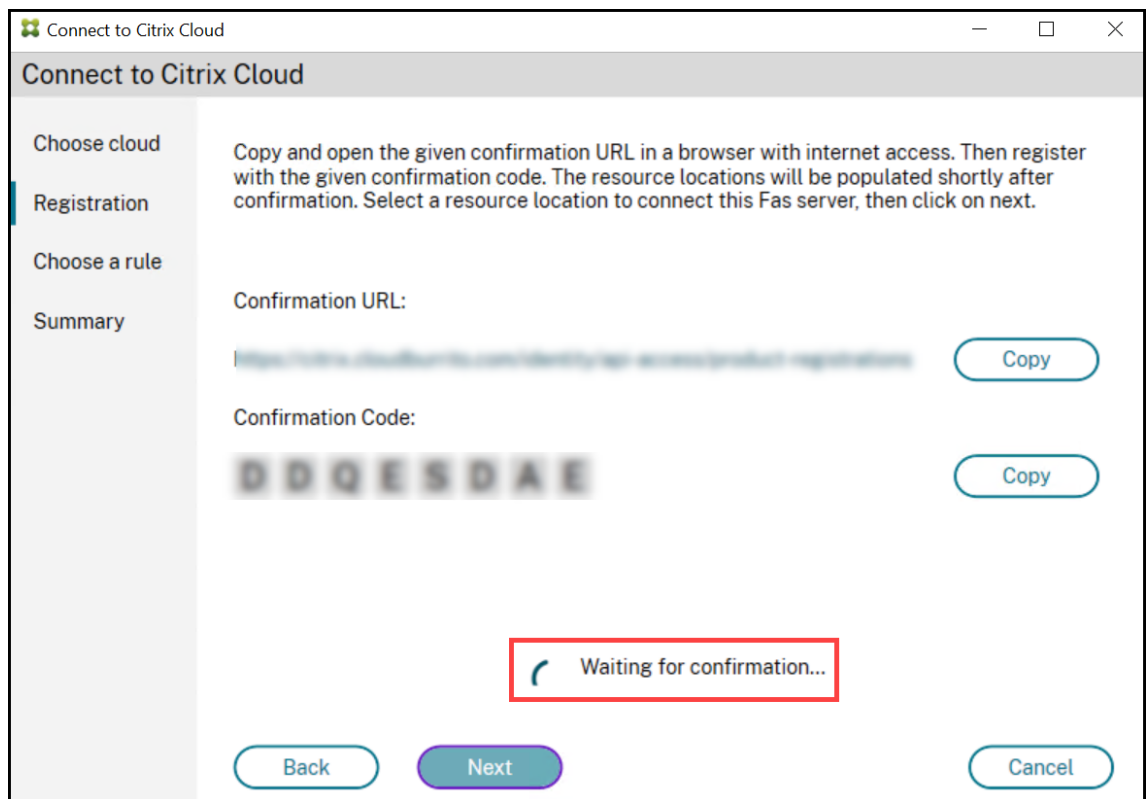 Connect to Citrix Cloud
Connect to Citrix Cloud
Choose cloud
Registration
Choose a rule
Summary
Copy and open the given confirmation URL in a browser with internet access. Then register
with the given confirmation code. The resource locations will be populated shortly after
confirmation. Select a resource location to connect this Fas server, then click on next.
Confirmation URL:
Copy
Confirmation Code:
Copy
Waiting for confirmation...
Back
Next
Cancel